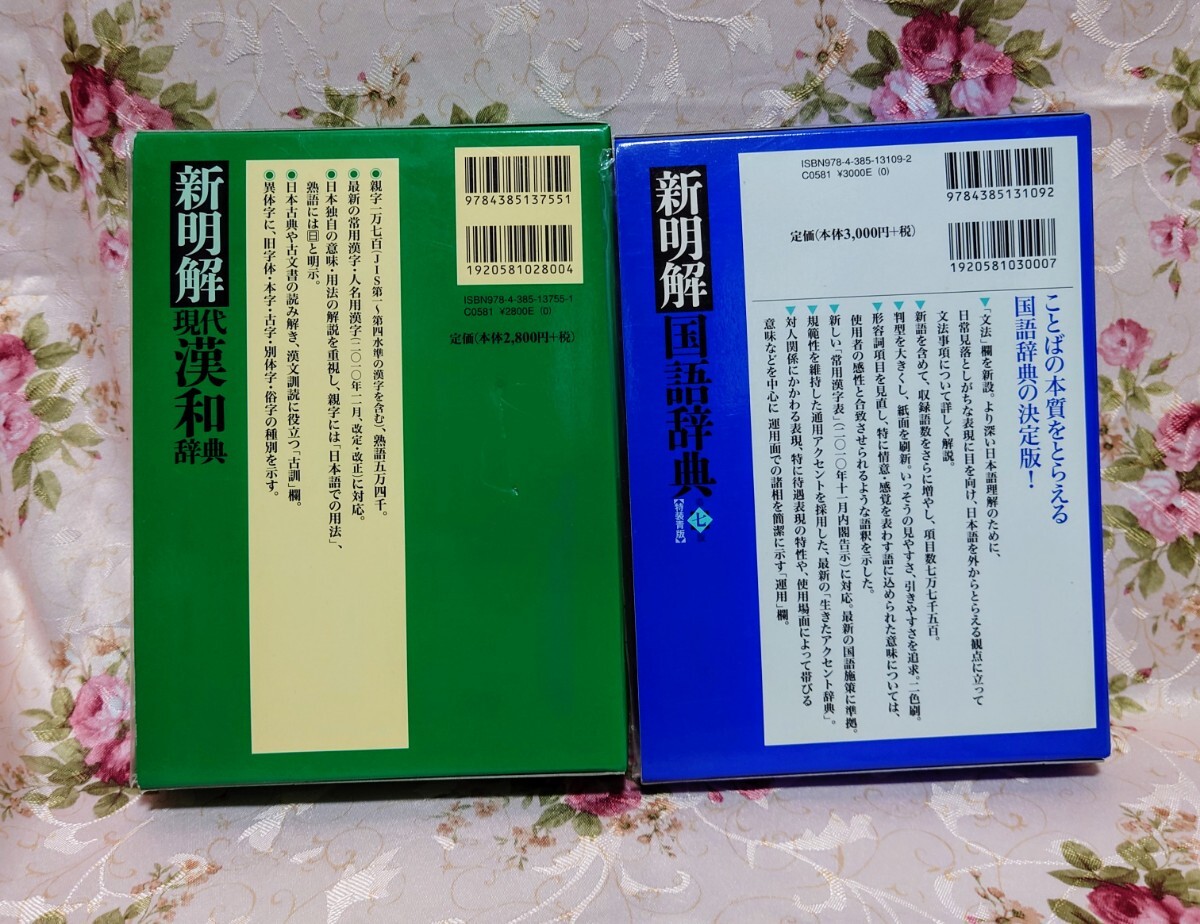 新明解
現代
漢和
辞典
● 親字一万七百(JIS第一〜第四水準の漢字を含む)、熟語五万四千。
● 最新の常用漢字・人名用漢字(二〇一〇年一一月、改定・改正)に対応。
● 日本独自の意味・用法の解説を重視し、親字には「日本語での用法」、
熟語には日と明示。
● 日本古典や古文書の読み解き、漢文訓読に役立つ「古訓」欄。
● 異体字に、旧字体・本字・古字・別体字・俗字の種別を示す。
9784385137551
1920581028004
ISBN978-4-385-13755-1
C0581 ¥2800E (0)
定価(本体2,800円+税)
新明解
国語辞典
第七版
【特装青版】
ISBN978-4-385-13109-2
C0581 ¥3000E (0)
定価(本体3,000円+税)
9784385131092
1920581030007
ことばの本質をとらえる
国語辞典の決定版!
▼「文法」欄を新設。より深い日本語理解のために、
日常見落としがちな表現に目を向け、日本語を外からとらえる観点に立って
文法事項について詳しく解説。
▼新語を含めて、収録語数をさらに増やし、項目数七万七千五百。
▼判型を大きくし、紙面を刷新。いっそうの見やすさ、引きやすさを追求。二色刷。
▼形容詞項目を見直し、特に情意・感覚を表わす語に込められた意味については、
使用者の感性と合致させられるような語釈を示した。
▼新しい「常用漢字表」(二〇一〇年十一月内閣告示)に対応。最新の国語施策に準拠。
▼規範性を維持した通用アクセントを採用した、最新の「生きたアクセント辞典」。
▼対人関係にかかわる表現、特に待遇表現の特性や、使用場面によって帯びる
意味などを中心に運用面での諸相を簡潔に示す「運用」欄。